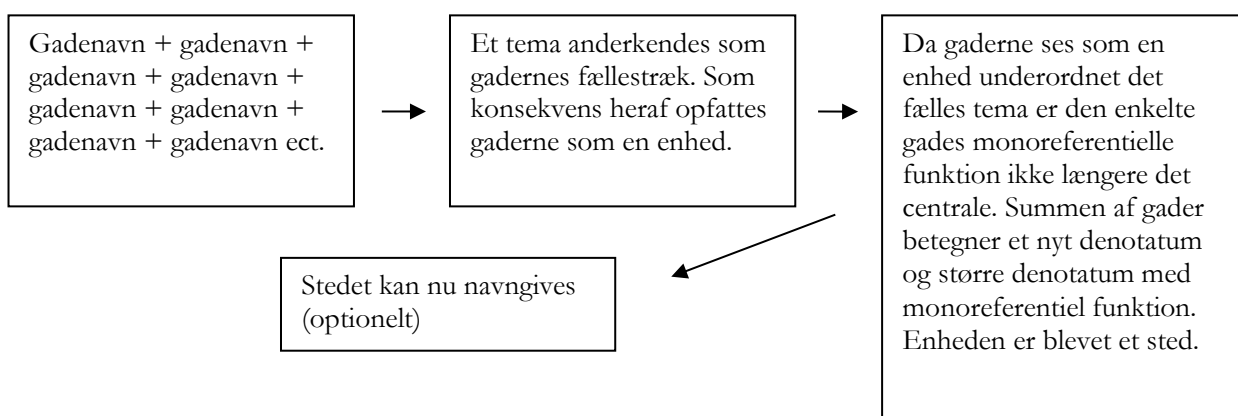 Gadenavn + gadenavn +
gadenavn + gadenavn +
gadenavn + gadenavn +
gadenavn + gadenavn ect.
Et tema anderkendes som
gadernes fællestræk. Som
konsekvens heraf opfattes
gaderne som en enhed.
Da gaderne ses som en
enhed underordnet det
fælles tema er den enkelte
gades monoreferentielle
funktion ikke længere det
centrale. Summen af gader
betegner et nyt denotatum
og større denotatum med
monoreferentiel funktion.
Enheden er blevet et sted.
Stedet kan nu navngives
(optionelt)